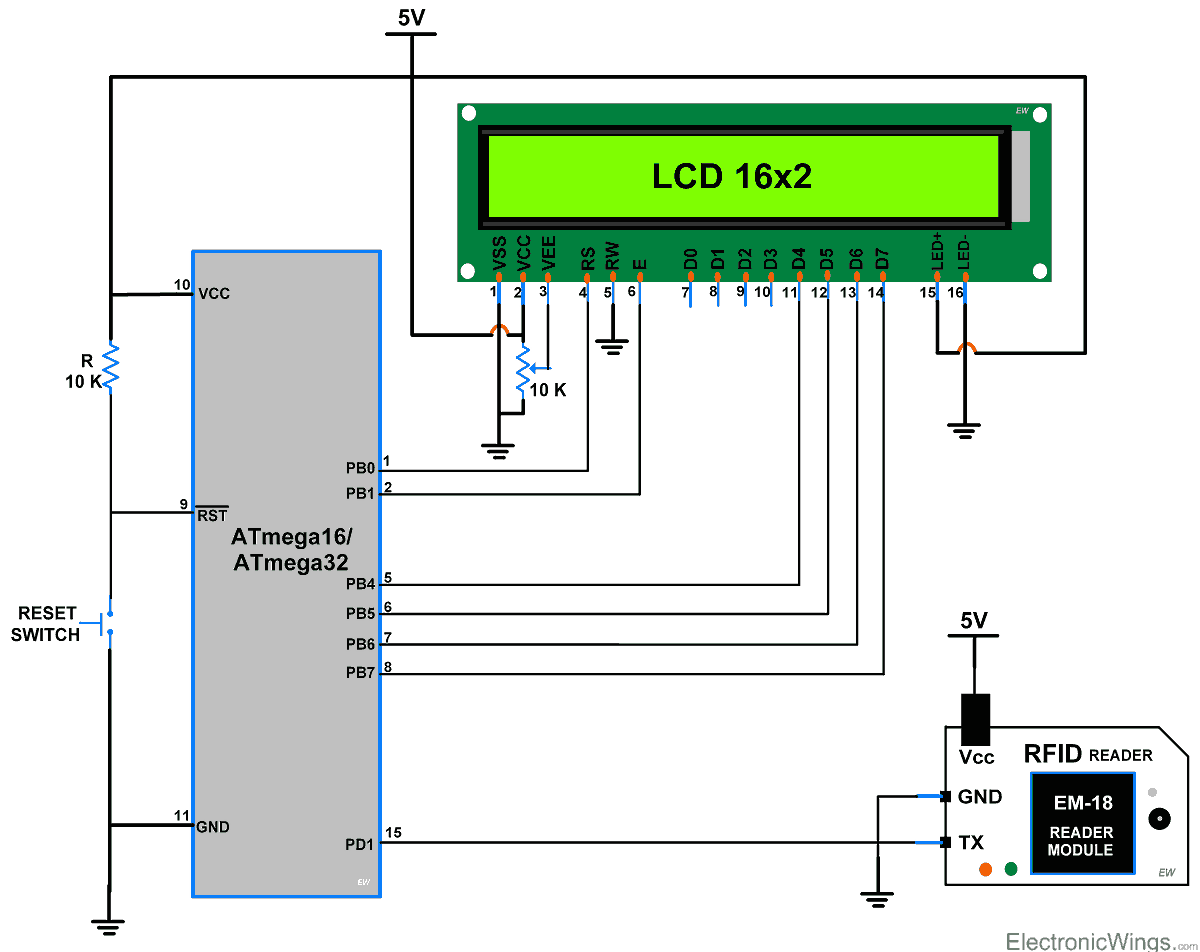 5V
EW
LCD 16x2
VSS VCC VEE RS RW E D0 D1 D2 D3 D4 D5 D6 D7 LED+ LED-
1 2 3 4 5 6 7 8 9 10 11 12 13 14 15 16
10 VCC
R
10 K
10 K
PB0 1
PB1 2
9 RST
ATmega16/
ATmega32
PB4 5
RESET
SWITCH
PB5 6
PB6 7
PB7 8
5V
Vcc
RFID READER
GND
EM-18
READER
MODULE
TX
EW
11 GND
PD1 15
EW
ElectronicWings.com